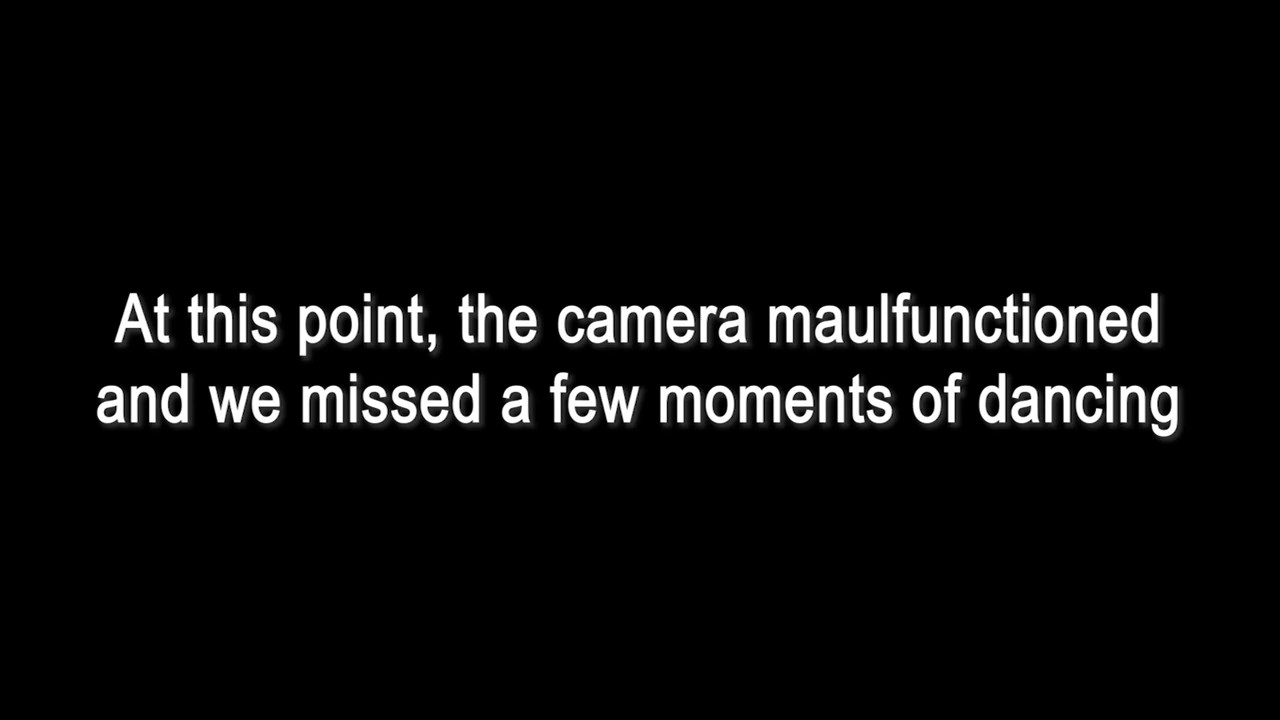 At this point, the camera maulfunctioned
and we missed a few moments of dancing